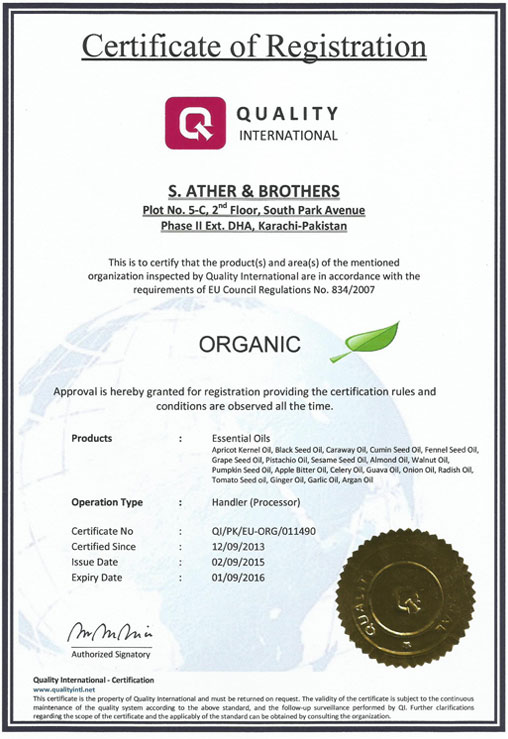 Certificate of Registration
QUALITY
INTERNATIONAL
S. ATHER & BROTHERS
Plot No. 5-C, 2nd Floor, South Park Avenue
Phase II Ext. DHA, Karachi-Pakistan
This is to certify that the product(s) and area(s) of the mentioned
organization inspected by Quality International are in accordance with the
requirements of EU Council Regulations No. 834/2007
ORGANIC
Approval is hereby granted for registration providing the certification rules and
conditions are observed all the time.
Products : Essential Oils
Apricot Kernel Oil, Black Seed Oil, Caraway Oil, Cumin Seed Oil, Fennel Seed Oil,
Grape Seed Oil, Pistachio Oil, Sesame Seed Oil, Almond Oil, Walnut Oil,
Pumpkin Seed Oil, Apple Bitter Oil, Celery Oil, Guava Oil, Onion Oil, Radish Oil,
Tomato Seed oil, Ginger Oil, Garlic Oil, Argan Oil
Operation Type : Handler (Processor)
Certificate No : QI/PK/EU-ORG/011490
Certified Since : 12/09/2013
Issue Date : 02/09/2015
Expiry Date : 01/09/2016
QUALITY
Authorized Signatory
Quality International - Certification
www.qualityintl.net
This certificate is the property of Quality International and must be returned on request. The validity of the certificate is subject to the continuous
maintenance of the quality system according to the above standard, and the follow-up surveillance performed by QI. Further clarifications
regarding the scope of the certificate and the applicably of the standard can be obtained by consulting the organization.